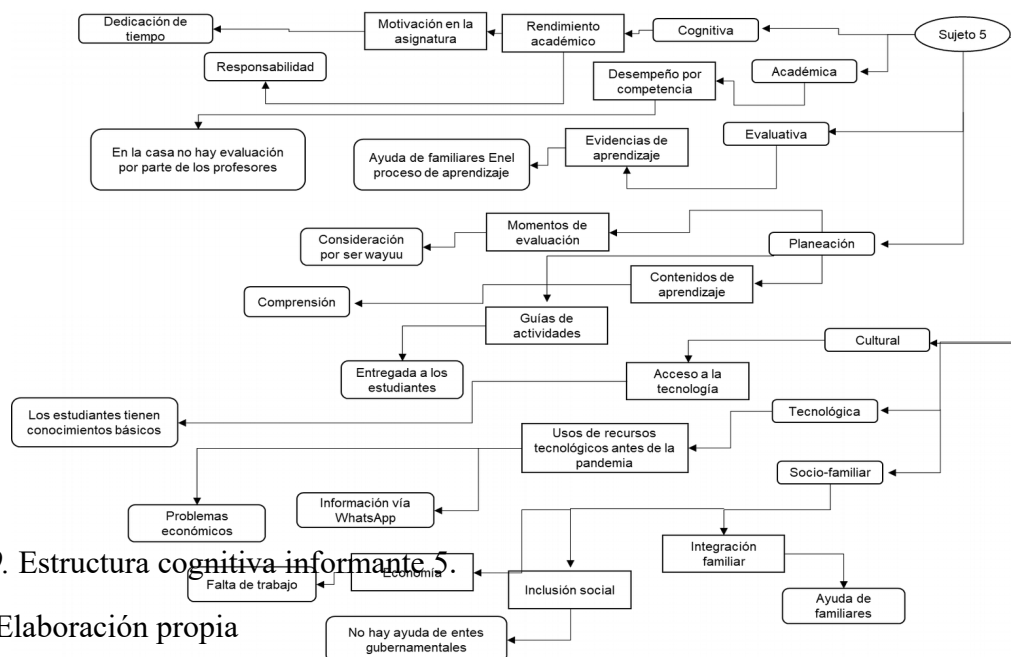 Dedicación de
tiempo
Motivación en la
asignatura
Rendimiento
académico
Cognitiva
Sujeto 5
Responsabilidad
Desempeño por
competencia
Académica
En la casa no hay evaluación
por parte de los profesores
Ayuda de familiares Enel
proceso de aprendizaje
Evidencias de
aprendizaje
Evaluativa
Consideración
por ser wayuu
Momentos de
evaluación
Planeación
Comprensión
Contenidos de
aprendizaje
Guías de
actividades
Cultural
Entregada a los
estudiantes
Acceso a la
tecnología
Los estudiantes tienen
conocimientos básicos
Tecnológica
Usos de recursos
tecnológicos antes de la
pandemia
Socio-familiar
Problemas
económicos
Información vía
WhatsApp
Integración
familiar
9. Estructura cognitiva informante 5.
Falta de trabajo
Economía
Inclusión social
Ayuda de
familiares
Elaboración propia
No hay ayuda de entes
gubernamentales